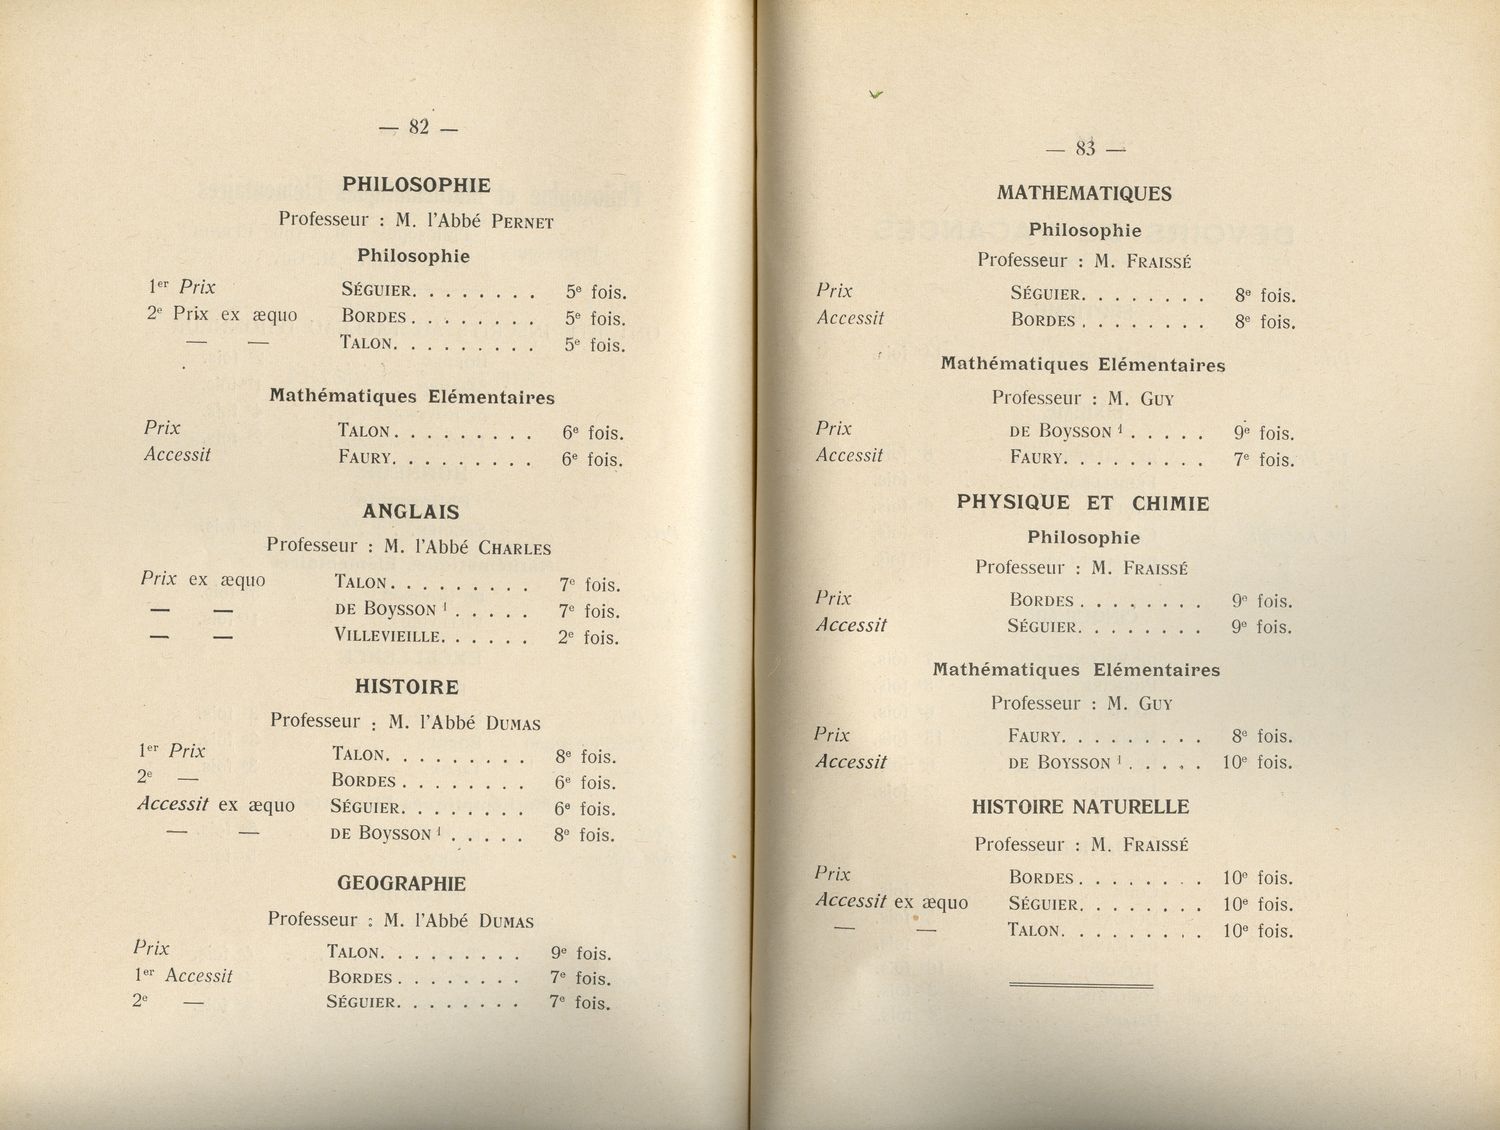 — 82 —
PHILOSOPHIE
Professeur : M. l'Abbé PERNET
Philosophie
1er Prix SÉGUIER. . . . . . . . 5e fois.
2e Prix ex æquo BORDES . . . . . . . . 5e fois.
— — TALON. . . . . . . . . 5e fois.
Mathématiques Elémentaires
Prix TALON . . . . . . . . . 6e fois.
Accessit FAURY. . . . . . . . . 6e fois.
ANGLAIS
Professeur : M. l'Abbé CHARLES
Prix ex æquo TALON. . . . . . . . . 7e fois.
— — DE BOYSSON 1 . . . . . 7e fois.
— — VILLEVIEILLE. . . . . . 2e fois.
HISTOIRE
Professeur : M. l'Abbé DUMAS
1er Prix TALON. . . . . . . . . 8e fois.
2e — BORDES . . . . . . . . 6e fois.
Accessit ex æquo SÉGUIER. . . . . . . . 6e fois.
— — DE BOYSSON 1 . . . . . 8e fois.
GEOGRAPHIE
Professeur : M. l'Abbé DUMAS
Prix TALON. . . . . . . . . 9e fois.
1er Accessit BORDES . . . . . . . . 7e fois.
2e — SÉGUIER. . . . . . . . 7e fois.
— 83 —
MATHEMATIQUES
Philosophie
Professeur : M. FRAISSÉ
Prix SÉGUIER. . . . . . . . 8e fois.
Accessit BORDES . . . . . . . . 8e fois.
Mathématiques Elémentaires
Professeur : M. GUY
Prix DE BOYSSON 1 . . . . . 9e fois.
Accessit FAURY. . . . . . . . . 7e fois.
PHYSIQUE ET CHIMIE
Philosophie
Professeur : M. FRAISSÉ
Prix BORDES . . . . . . . . 9e fois.
Accessit SÉGUIER. . . . . . . . 9e fois.
Mathématiques Elémentaires
Professeur : M. GUY
Prix FAURY. . . . . . . . . 8e fois.
Accessit DE BOYSSON 1 . . . . . 10e fois.
HISTOIRE NATURELLE
Professeur : M. FRAISSÉ
Prix BORDES . . . . . . . . 10e fois.
Accessit ex æquo SÉGUIER. . . . . . . . 10e fois.
— — TALON. . . . . . . . . 10e fois.